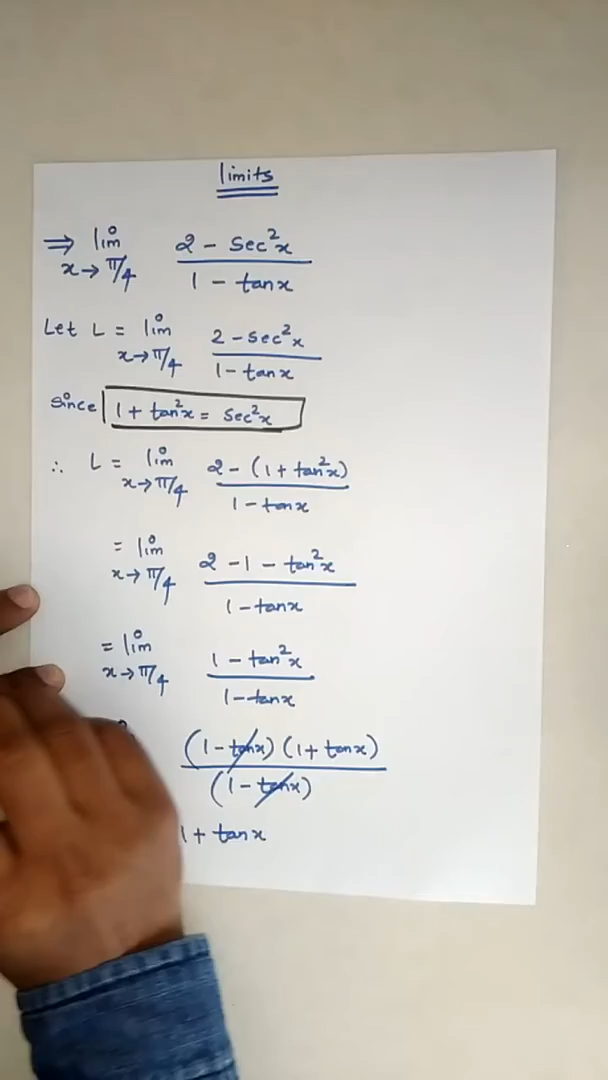 limits
⇒ lim x→π/4 (2 - sec²x)/(1 - tanx)
Let L = lim x→π/4 (2 - sec²x)/(1 - tanx)
since 1 + tan²x = sec²x
∴ L = lim x→π/4 (2 - (1 + tan²x))/(1 - tanx)
= lim x→π/4 (2 - 1 - tan²x)/(1 - tanx)
= lim x→π/4 (1 - tan²x)/(1 - tanx)
(1 - tanx)(1 + tanx)/(1 - tanx)
1 + tanx